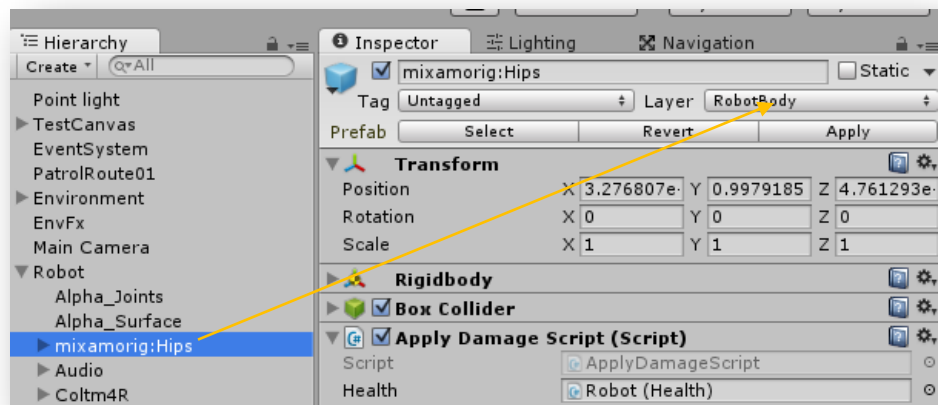 Hierarchy
Create
All
Point light
TestCanvas
EventSystem
PatrolRoute01
Environment
EnvFx
Main Camera
Robot
Alpha_Joints
Alpha_Surface
mixamorig:Hips
Audio
Coltm4R
Inspector Lighting Navigation
mixamorig:Hips Static
Tag Untagged Layer RobotBody
Prefab Select Revert Apply
Transform
Position X 3.276807e- Y 0.9979185 Z 4.761293e-
Rotation X 0 Y 0 Z 0
Scale X 1 Y 1 Z 1
Rigidbody
Box Collider
Apply Damage Script (Script)
Script ApplyDamageScript
Health Robot (Health)